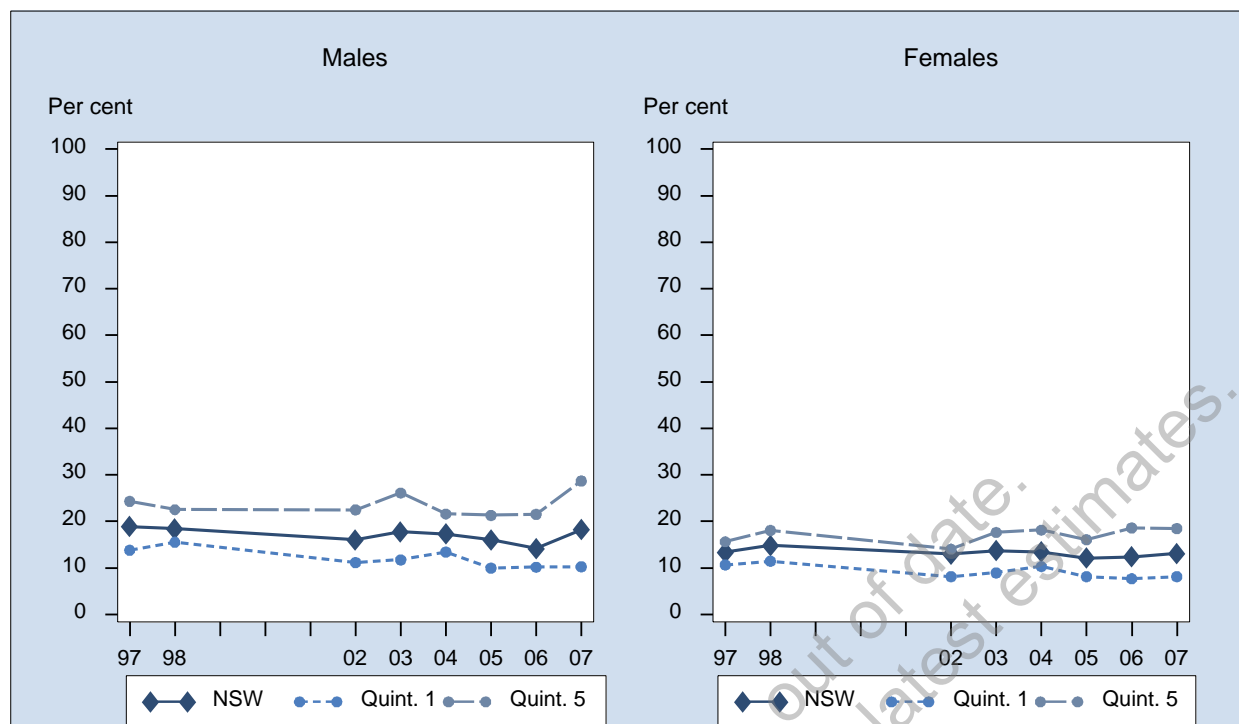 Males
Per cent
100
90
80
70
60
50
40
30
20
10
0
97 98 02 03 04 05 06 07
NSW Quint. 1 Quint. 5
Females
Per cent
100
90
80
70
60
50
40
30
20
10
0
97 98 02 03 04 05 06 07
NSW Quint. 1 Quint. 5
out of date.
latest estimates.